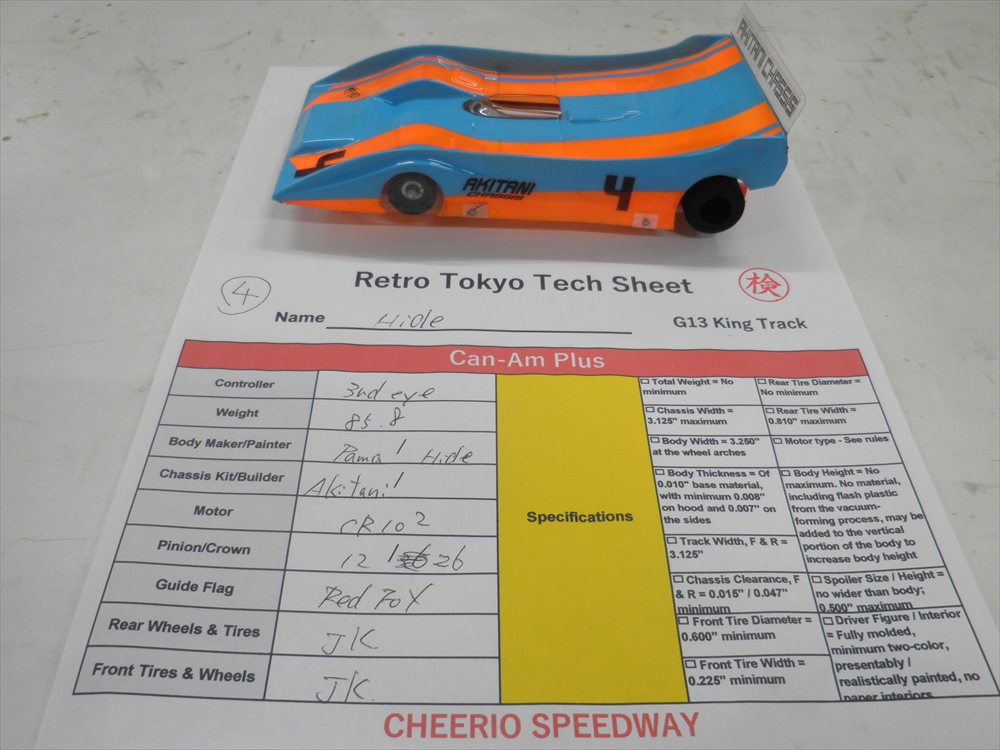 AKITANI CHASSIS
4
AKITANI
CHASSIS
4
4
Retro Tokyo Tech Sheet
検
Name Hide
G13 King Track
Can-Am Plus
Controller 3rd eye
Weight 85.8
Body Maker/Painter Pama / Hide
Chassis Kit/Builder Akitani /
Motor CR102
Pinion/Crown 12 / 26
Guide Flag Red Fox
Rear Wheels & Tires JK
Front Tires & Wheels JK
Specifications
Total Weight = No
minimum
Rear Tire Diameter =
No minimum
Chassis Width =
3.125" maximum
Rear Tire Width =
0.810" maximum
Body Width = 3.250"
at the wheel arches
Motor type - See rules
Body Thickness = Of
0.010" base material,
with minimum 0.008"
on hood and 0.007" on
the sides
Body Height = No
maximum. No material,
including flash plastic
from the vacuum-
forming process, may be
added to the vertical
portion of the body to
increase body height
Track Width, F & R =
3.125"
Chassis Clearance, F
& R = 0.015" / 0.047"
minimum
Spoiler Size / Height =
no wider than body;
0.500" maximum
Front Tire Diameter =
0.600" minimum
Driver Figure / Interior
= Fully molded,
minimum two-color,
presentably /
realistically painted, no
paper interiors
Front Tire Width =
0.225" minimum
CHEERIO SPEEDWAY